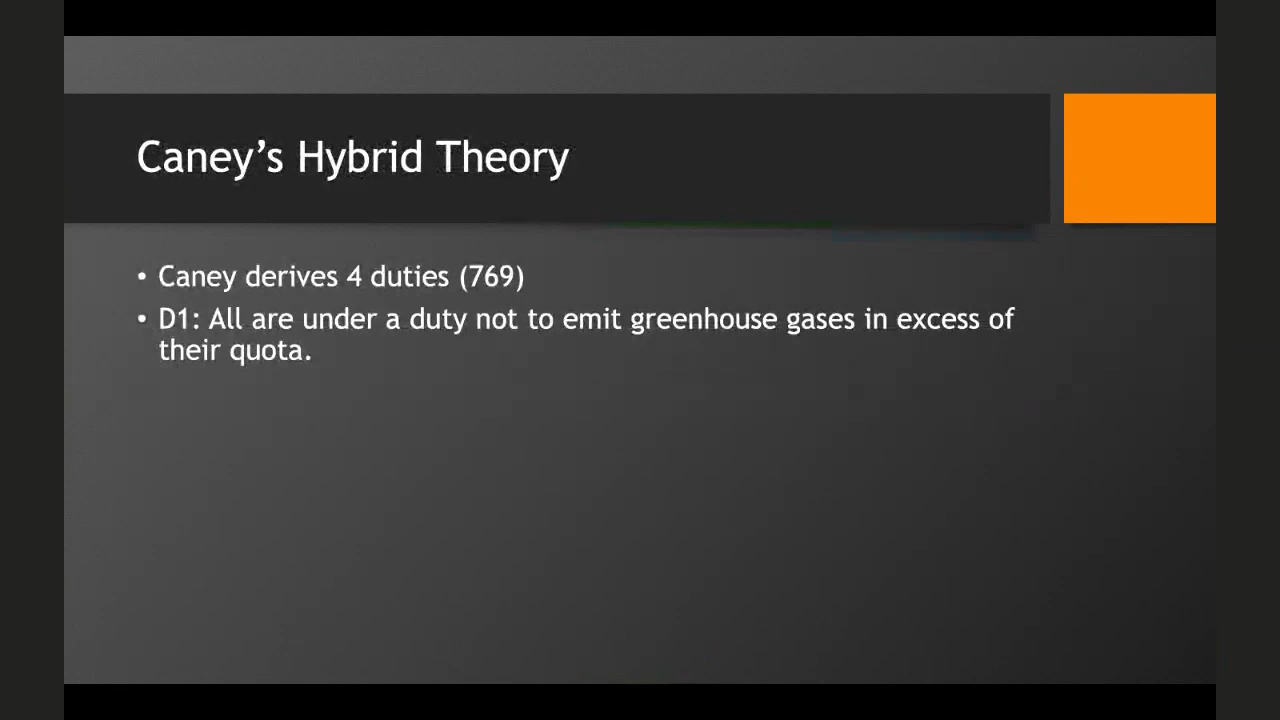 Caney’s Hybrid Theory
• Caney derives 4 duties (769)
• D1: All are under a duty not to emit greenhouse gases in excess of
their quota.